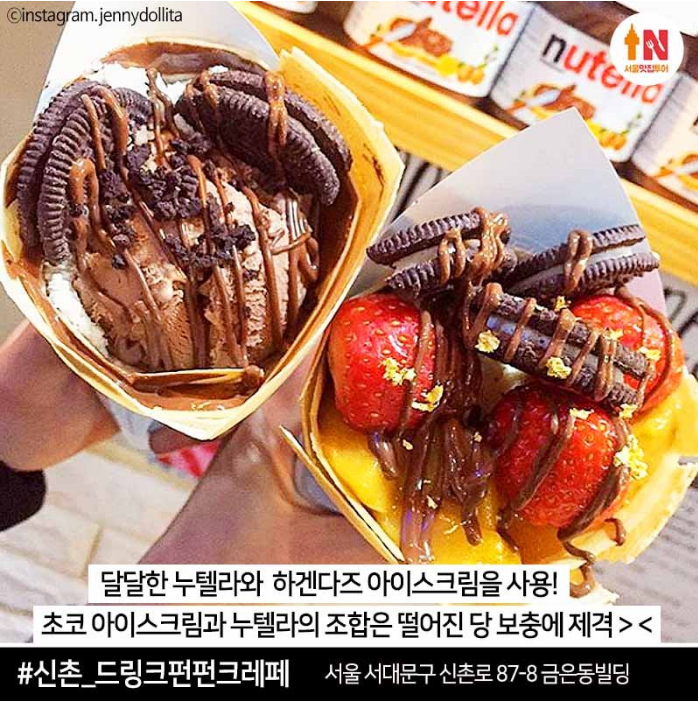 ⓒinstagram.jennydollita
nutella
nutella
IN
서울맛집투어
달달한 누텔라와 하겐다즈 아이스크림을 사용!
초코 아이스크림과 누텔라의 조합은 떨어진 당 보충에 제격 > <
#신촌_드링크펀펀크레페 서울 서대문구 신촌로 87-8 금은동빌딩